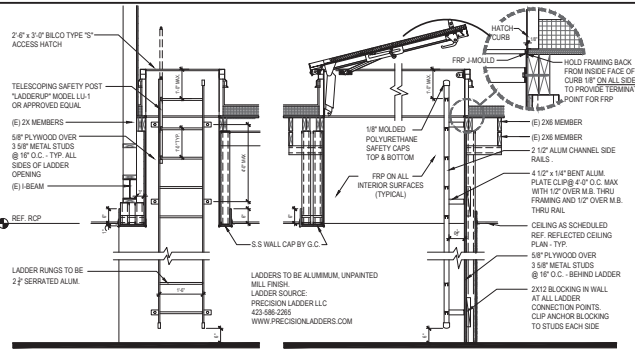 2'-6" x 3'-0" BILCO TYPE "S"
ACCESS HATCH
TELESCOPING SAFETY POST
"LADDERUP" MODEL LU-1
OR APPROVED EQUAL
(E) 2X MEMBERS
5/8" PLYWOOD OVER
3 5/8" METAL STUDS
@ 16" O.C. - TYP. ALL
SIDES OF LADDER
OPENING
(E) I-BEAM
REF. RCP
LADDER RUNGS TO BE
SERRATED ALUM.
1'-6"
6"
S.S WALL CAP BY G.C.
LADDERS TO BE ALUMIMUM, UNPAINTED
MILL FINISH.
LADDER SOURCE:
PRECISION LADDER LLC
423-586-2265
WWW.PRECISIONLADDERS.COM
1/8" MOLDED
POLYURETHANE
SAFETY CAPS
TOP & BOTTOM
FRP ON ALL
INTERIOR SURFACES
(TYPICAL)
HATCH
CURB
1/8"
FRP J-MOULD
HOLD FRAMING BACK
FROM INSIDE FACE OF
CURB 1/8" ON ALL SIDE
TO PROVIDE TERMINAT
POINT FOR FRP
(E) 2X6 MEMBER
(E) 2X6 MEMBER
2 1/2" ALUM CHANNEL SIDE
RAILS .
4 1/2" x 1/4" BENT ALUM.
PLATE CLIP@ 4'-0" O.C. MAX
WITH 1/2" OVER M.B. THRU
FRAMING AND 1/2" OVER M.B.
THRU RAIL
CEILING AS SCHEDULED
REF. REFLECTED CEILING
PLAN - TYP.
5/8" PLYWOOD OVER
3 5/8" METAL STUDS
@ 16" O.C. - BEHIND LADDER
2X12 BLOCKING IN WALL
AT ALL LADDER
CONNECTION POINTS.
CLIP ANCHOR BLOCKING
TO STUDS EACH SIDE
6"